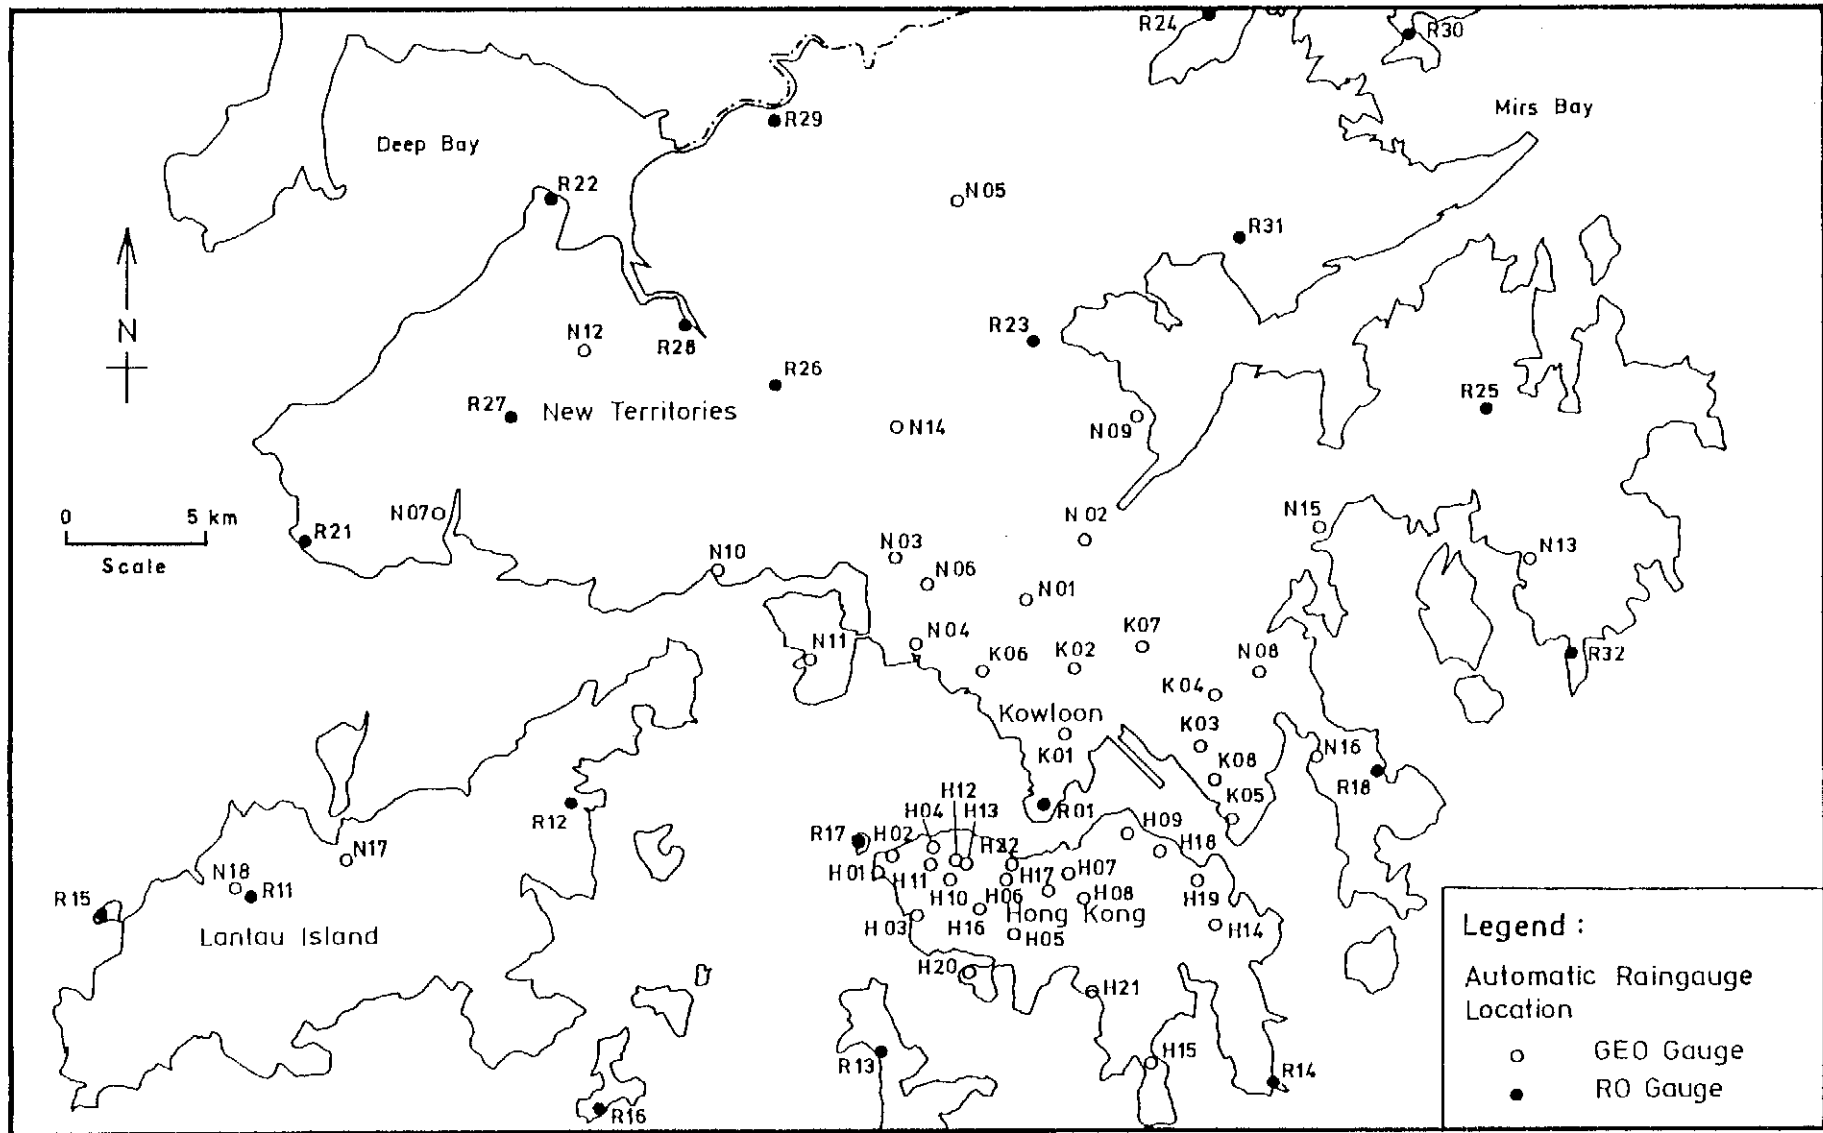 R24
R30
Mirs Bay
R29
Deep Bay
R22
N05
R31
N
N12
R28
R23
R26
R27
New Territories
R25
N14
N09
0 5 km
Scale
R21
N07
N02
N15
N03
N10
N06
N13
N01
N04
K07
N11
K06
K02
N08
R32
K04
Kowloon
K03
K01
N16
K08
R18
H12
R12
H04
H13
R01
K05
R17
H02
H09
H22
H18
N17
H01
H11
H17
H07
N18
R11
H10
H06
H08
H19
R15
Hong Kong
Lantau Island
H03
H16
H05
H14
H20
H21
R13
H15
R14
R16
Legend :
Automatic Raingauge
Location
GEO Gauge
RO Gauge